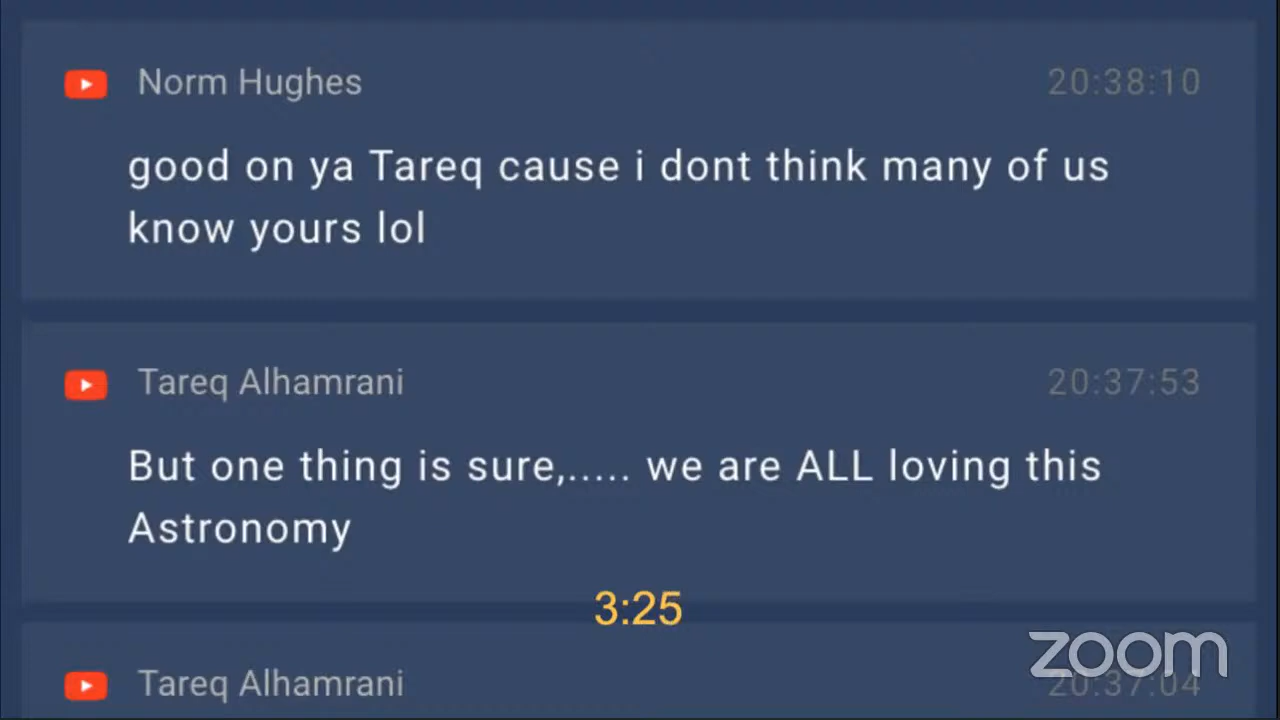 Norm Hughes 20:38:10
good on ya Tareq cause i dont think many of us
know yours lol
Tareq Alhamrani 20:37:53
But one thing is sure,..... we are ALL loving this
Astronomy
3:25
zoom
Tareq Alhamrani 20:37:04